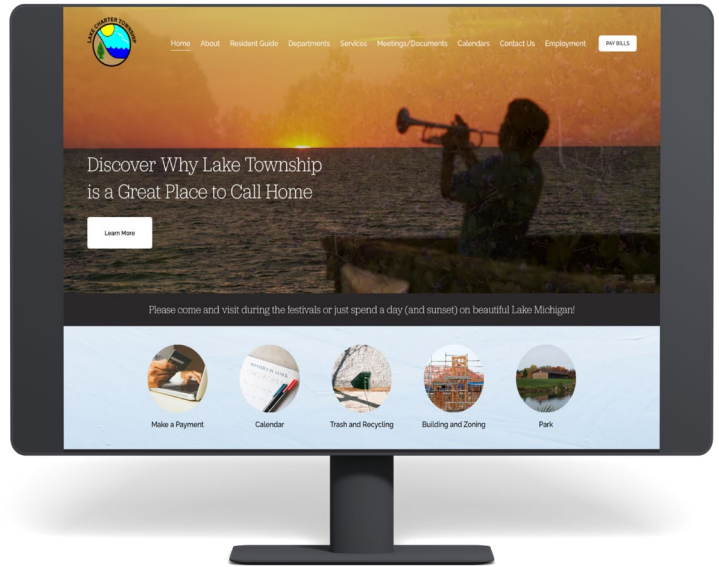 LAKE CHARTER TOWNSHIP
Home About Resident Guide Departments Services Meetings/Documents Calendars Contact Us Employment PAY BILLS
Discover Why Lake Township
is a Great Place to Call Home
Learn More
Please come and visit during the festivals or just spend a day (and sunset) on beautiful Lake Michigan!
MONTHLY PLANNER
Make a Payment Calendar Trash and Recycling Building and Zoning Park